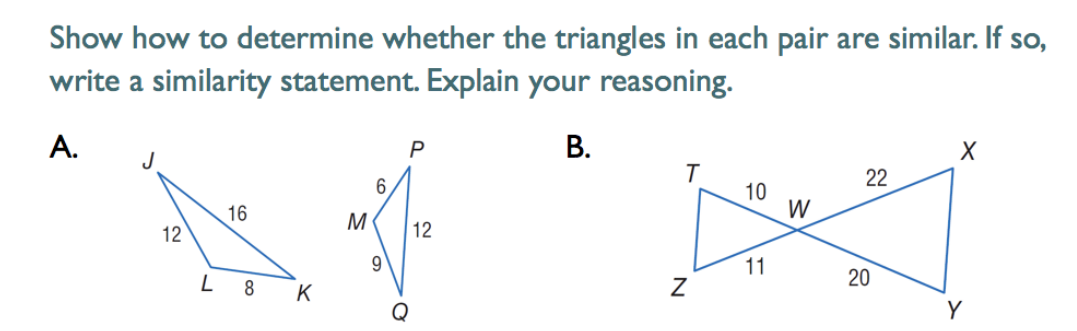 Show how to determine whether the triangles in each pair are similar. If so,
write a similarity statement. Explain your reasoning.
A.
J
16
12
L
8
K
P
6
M
12
9
Q
B.
T
10
W
22
X
Z
11
20
Y